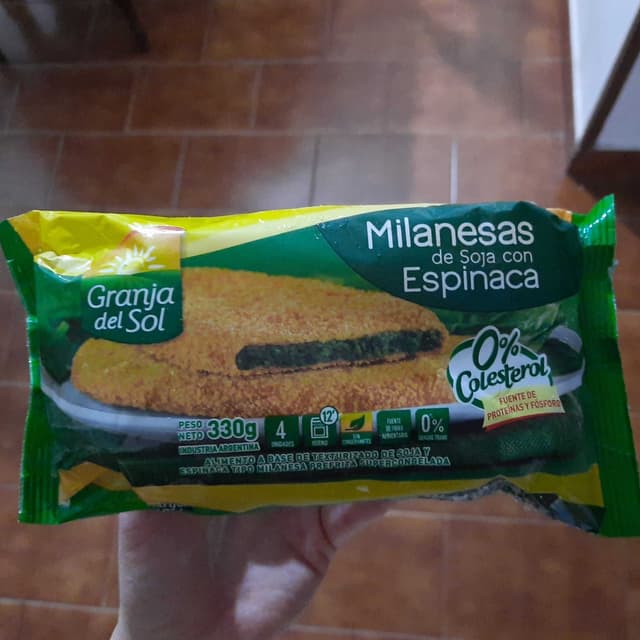 Milanesas
de Soja con
Espinaca
Granja
del Sol
0%
Colesterol
FUENTE DE
PROTEÍNAS Y FÓSFORO
PESO
NETO 330g
INDUSTRIA ARGENTINA
4
UNIDADES
12'
HORNO
SIN
CONSERVANTES
FUENTE
DE FIBRA
ALIMENTARIA
0%
GRASAS TRANS
ALIMENTO A BASE DE TEXTURIZADO DE SOJA Y
ESPINACA TIPO MILANESA PREFRITA SUPERCONGELADA